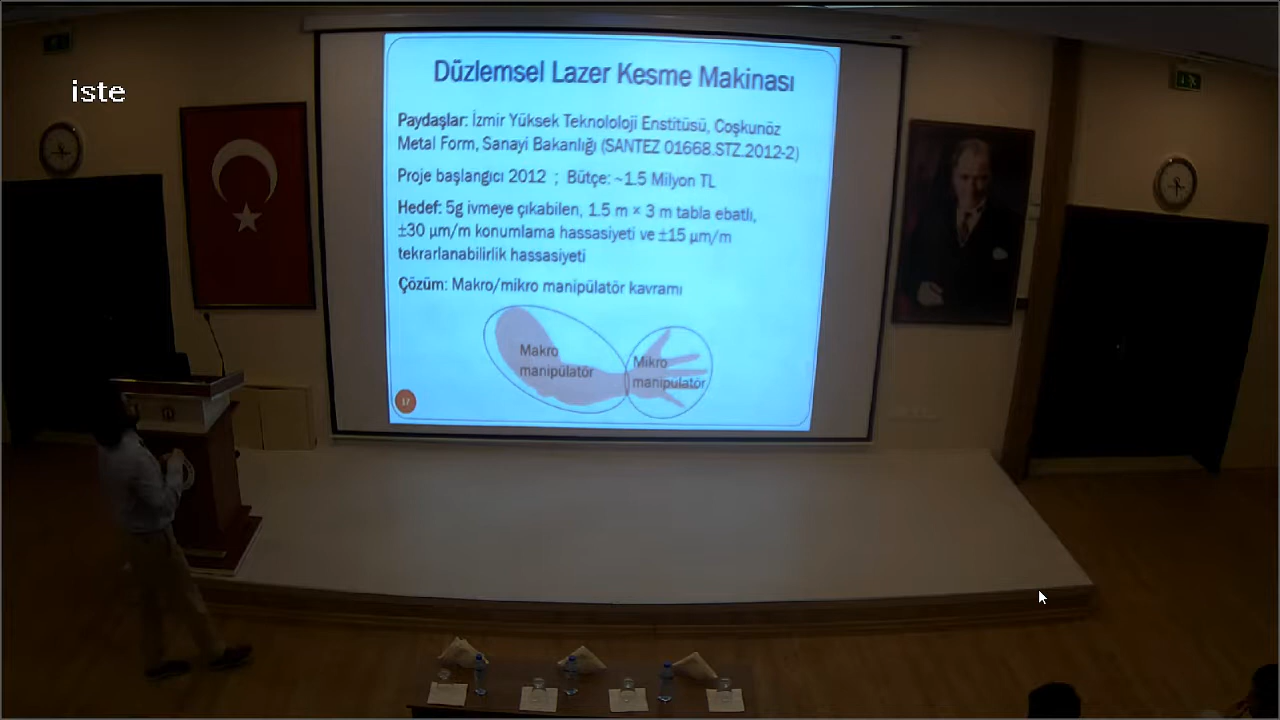 iste
Düzlemsel Lazer Kesme Makinası
Paydaşlar: İzmir Yüksek Teknololoji Enstitüsü, Coşkunöz
Metal Form, Sanayi Bakanlığı (SANTEZ 01668.STZ.2012-2)
Proje başlangıcı 2012 ; Bütçe: ~1.5 Milyon TL
Hedef: 5g ivmeye çıkabilen, 1.5 m × 3 m tabla ebatlı,
±30 µm/m konumlama hassasiyeti ve ±15 µm/m
tekrarlanabilirlik hassasiyeti
Çözüm: Makro/mikro manipülatör kavramı
Makro
manipülatör
Mikro
manipulatör
17